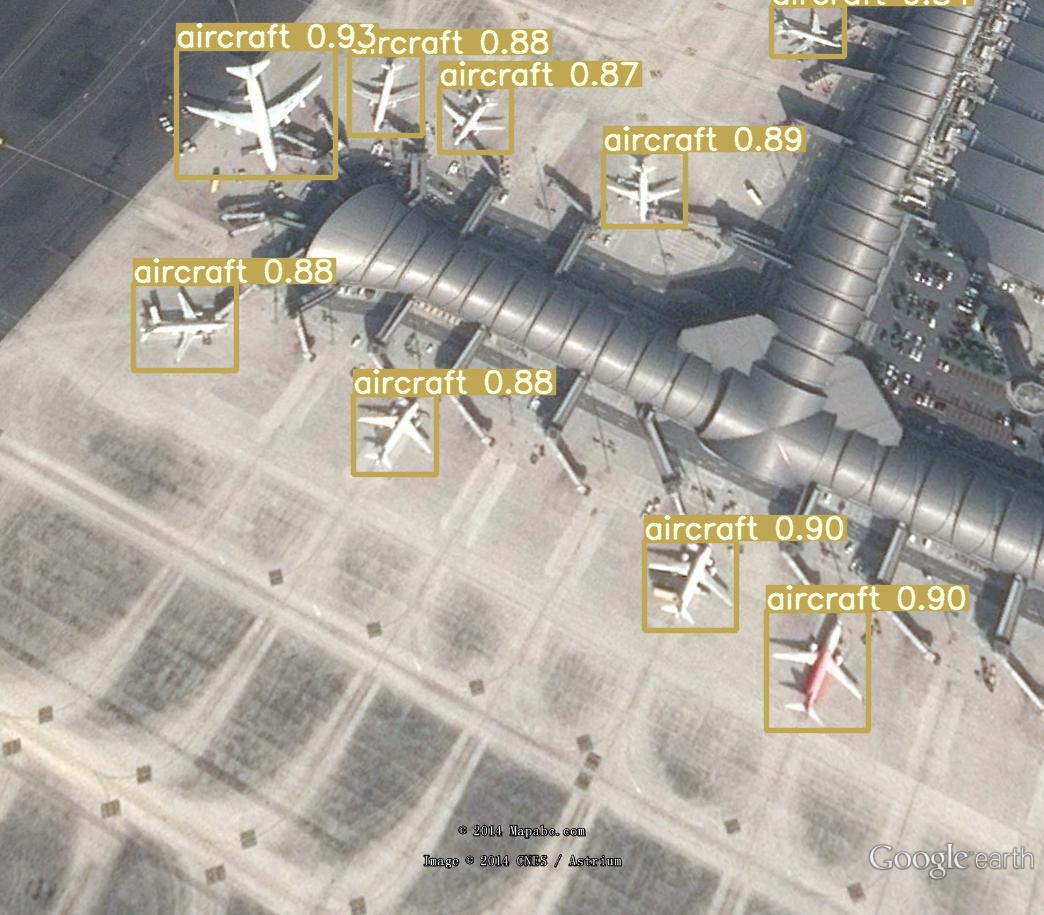 aircraft 0.93
aircraft 0.88
aircraft 0.87
aircraft 0.89
aircraft 0.88
aircraft 0.88
aircraft 0.90
aircraft 0.90
© 2014 Mapabc.com
Image © 2014 CNES / Astrium
Google earth